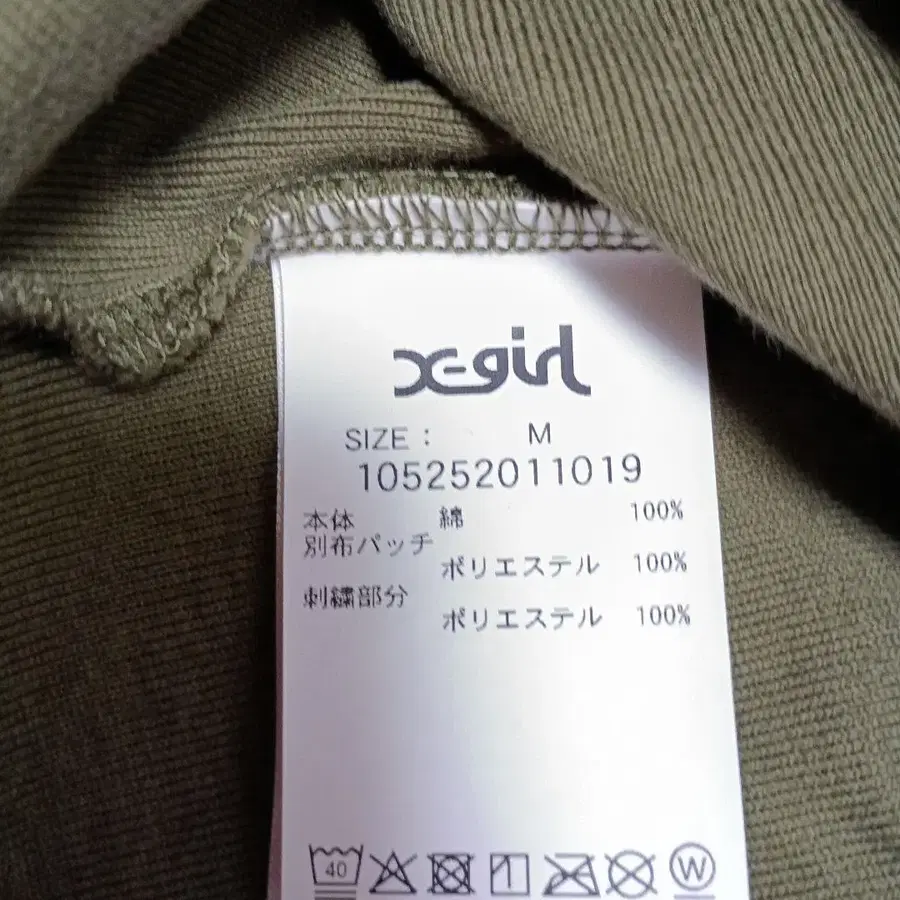 X-girl
SIZE : M
105252011019
本体 綿 100%
別布パッチ
ポリエステル 100%
刺繍部分
ポリエステル 100%
40
W